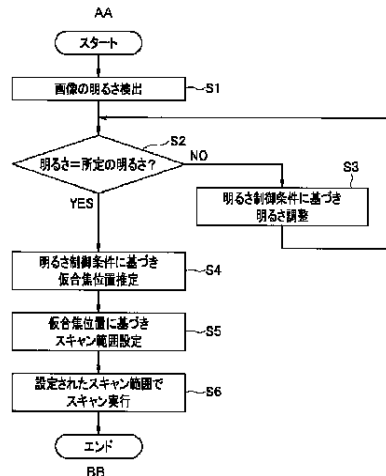 AA
スタート
画像の明るさ検出
S1
S2
明るさ=所定の明るさ?
NO
S3
YES
明るさ制御条件に基づき
明るさ調整
明るさ制御条件に基づき
仮合焦位置推定
S4
仮合焦位置に基づき
スキャン範囲設定
S5
設定されたスキャン範囲で
スキャン実行
S6
エンド
BB